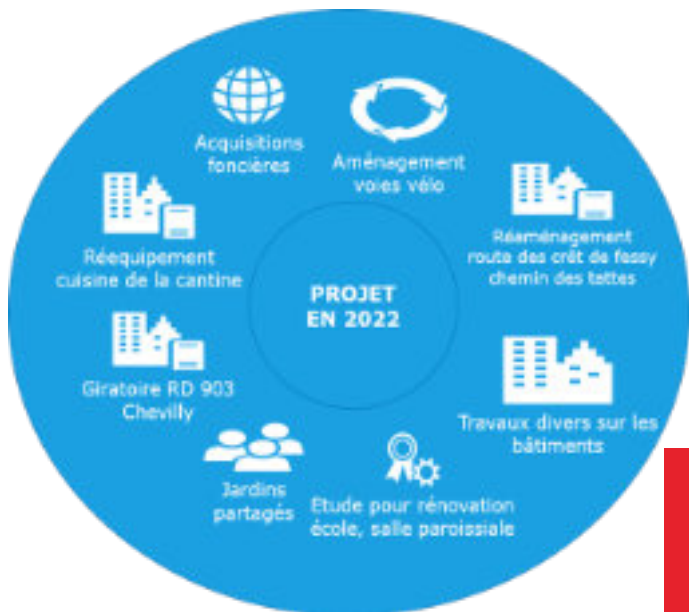 Acquisitions
foncières
Aménagement
voies vélo
Réaménagement
route des crêt de fessy
chemin des tattes
Travaux divers sur les
bâtiments
Etude pour rénovation
école, salle paroissiale
Jardins
partagés
Giratoire RD 903
Chevilly
Réequipement
cuisine de la cantine
PROJET
EN 2022